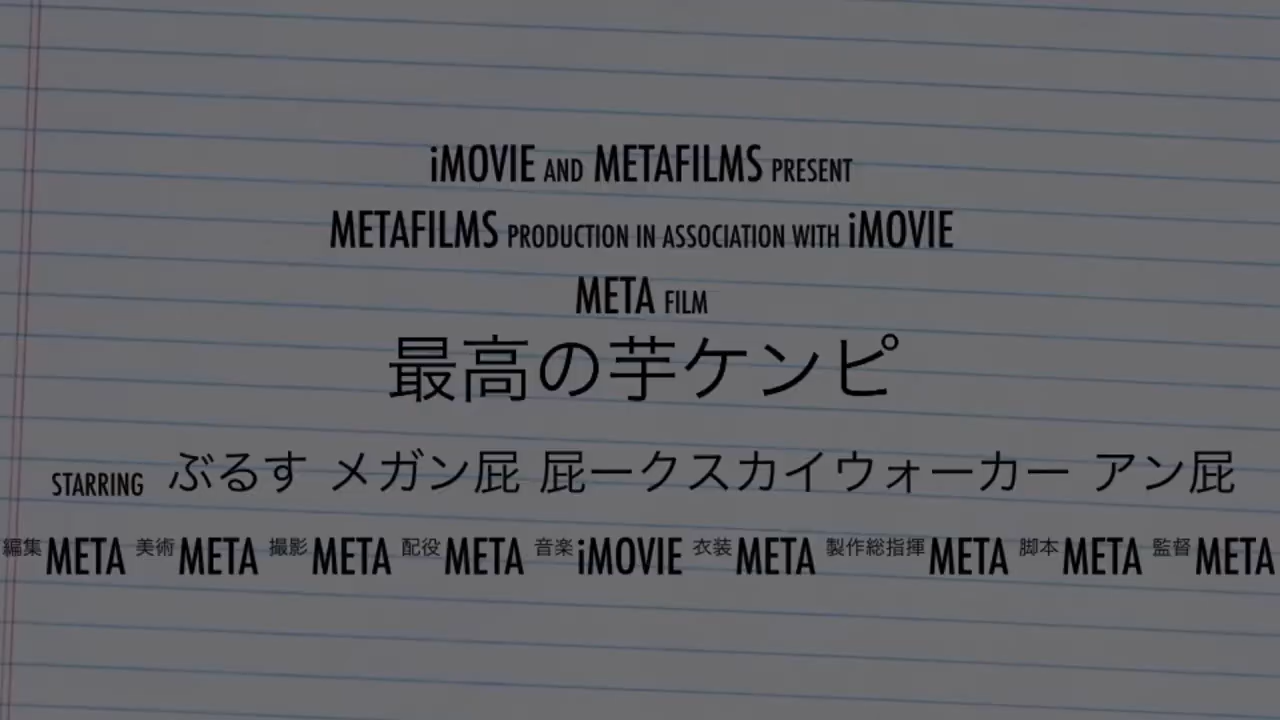 iMOVIE AND METAFILMS PRESENT
METAFILMS PRODUCTION IN ASSOCIATION WITH iMOVIE
META FILM
最高の芋ケンピ
STARRING ぶるす メガン屁 屁ークスカイウォーカー アン屁
編集 META 美術 META 撮影 META 配役 META 音楽 iMOVIE 衣装 META 製作総指揮 META 脚本 META 監督 META